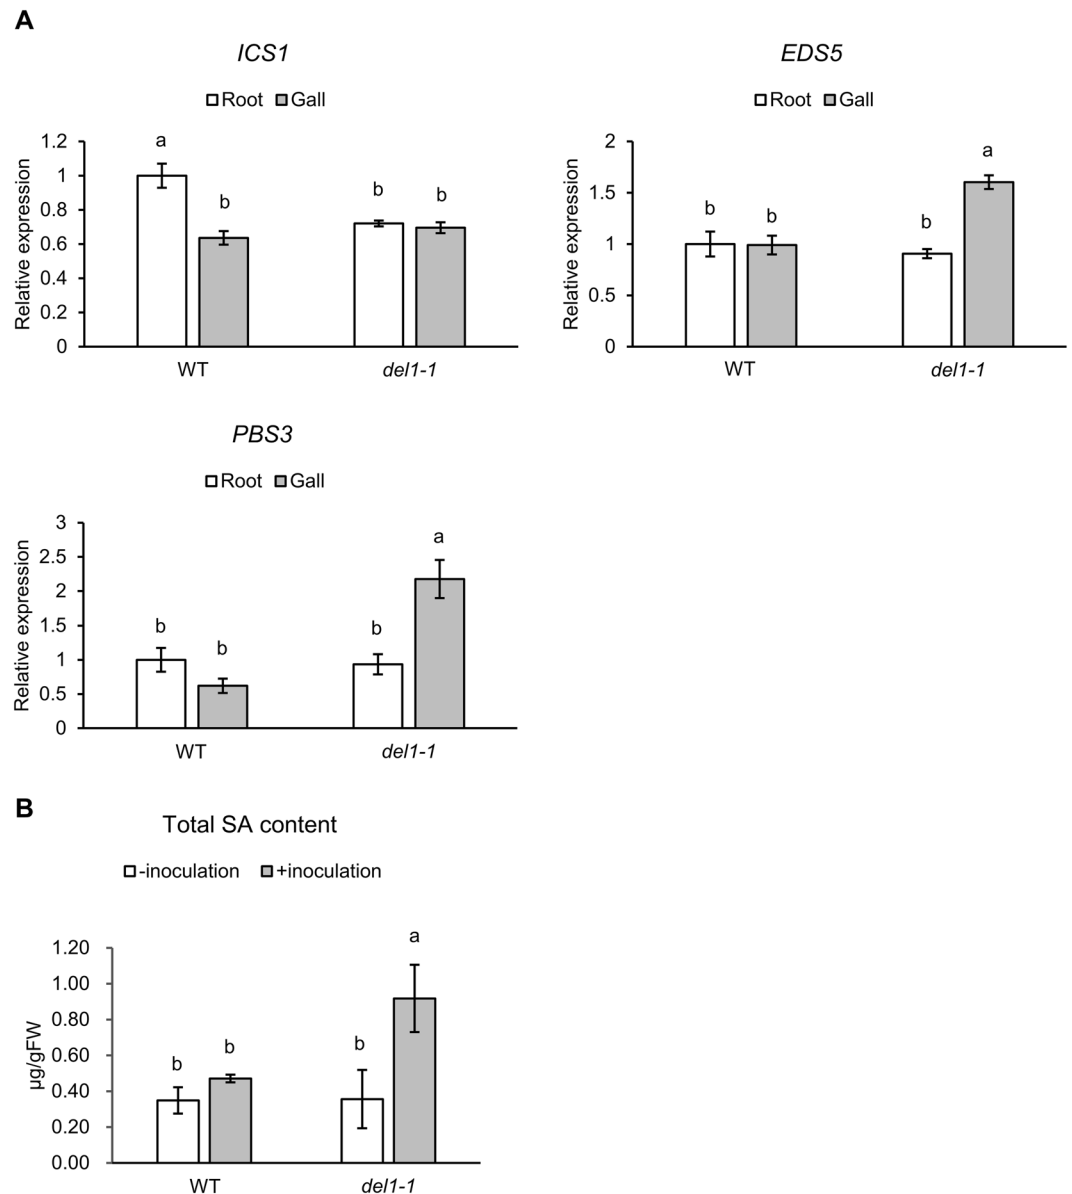 A
ICS1
Root Gall
Relative expression
1.2
1
0.8
0.6
0.4
0.2
0
a
b
b
b
WT
del1-1
EDS5
Root Gall
Relative expression
2
1.5
1
0.5
0
b
b
b
a
WT
del1-1
PBS3
Root Gall
Relative expression
3
2.5
2
1.5
1
0.5
0
b
b
b
a
WT
del1-1
B
Total SA content
-inoculation +inoculation
µg/gFW
1.20
1.00
0.80
0.60
0.40
0.20
0.00
b
b
b
a
WT
del1-1